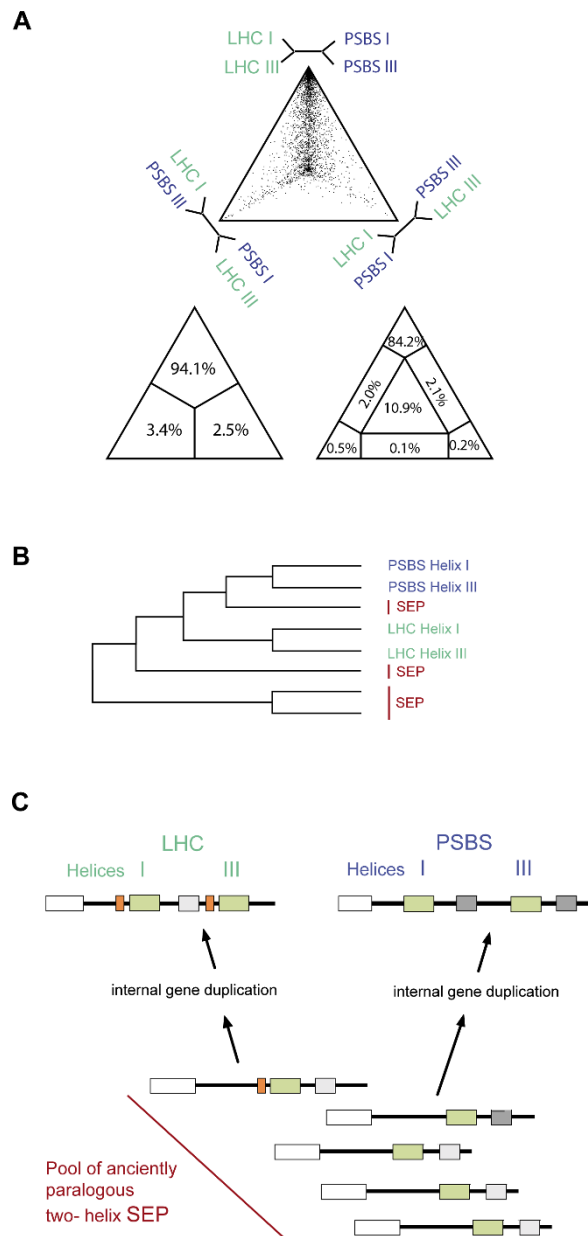 A
LHC I PSBS I
LHC III PSBS III
LHC I
PSBS III
PSBS I
LHC III
PSBS III
LHC III
LHC I
PSBS I
94.1%
3.4% 2.5%
84.2%
2.0% 2.1%
10.9%
0.5% 0.1% 0.2%
B
PSBS Helix I
PSBS Helix III
SEP
LHC Helix I
LHC Helix III
SEP
SEP
C
LHC PSBS
Helices I III Helices I III
internal gene duplication internal gene duplication
Pool of anciently
paralogous
two- helix SEP